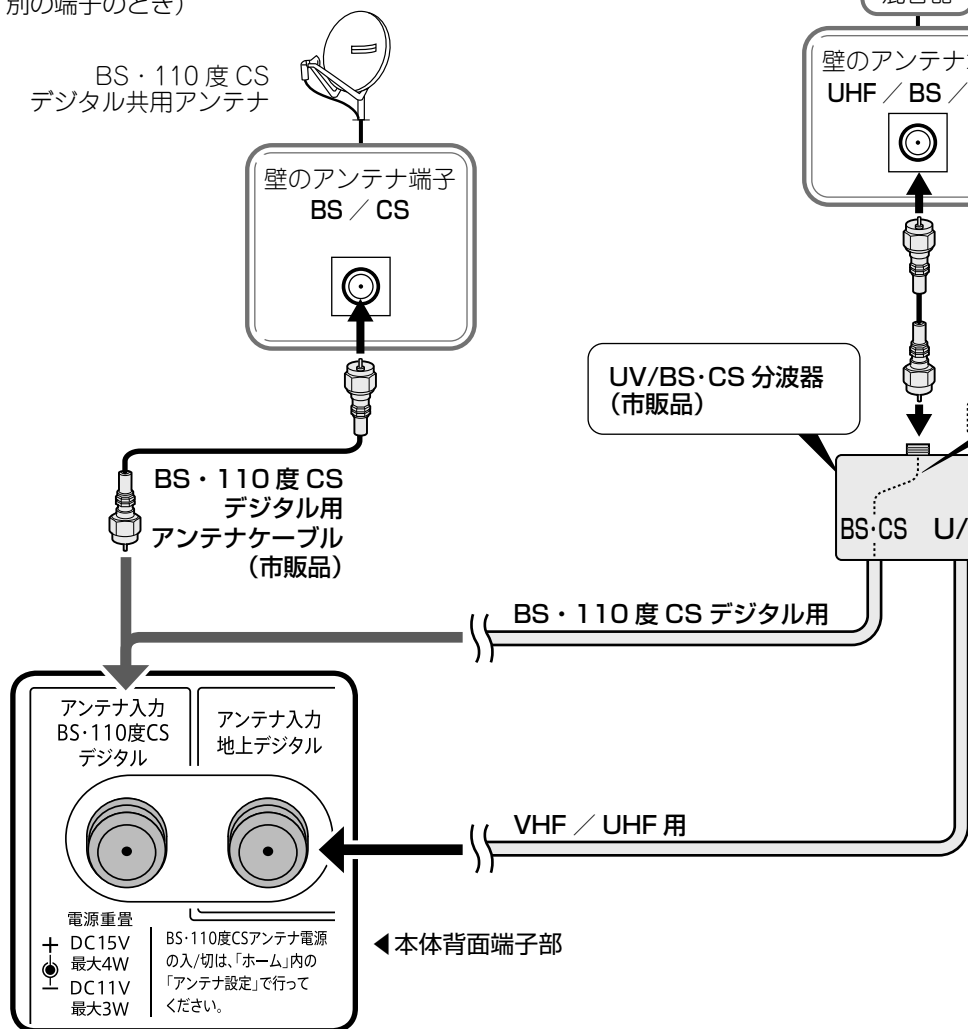 別の端子のとき）
BS・110 度 CS
デジタル共用アンテナ
壁のアンテナ端子
BS ／ CS
BS・110 度 CS
デジタル用
アンテナケーブル
（市販品）
壁のアンテナ
UHF ／ BS ／
UV/BS･CS 分波器
（市販品）
BS･CS U/
BS・110 度 CS デジタル用
VHF ／ UHF 用
アンテナ入力
BS･110度CS
デジタル
アンテナ入力
地上デジタル
電源重畳
＋ DC15V
最大4W
－ DC11V
最大3W
BS･110度CSアンテナ電源
の入/切は、「ホーム」内の
「アンテナ設定」で行って
ください。
◀本体背面端子部